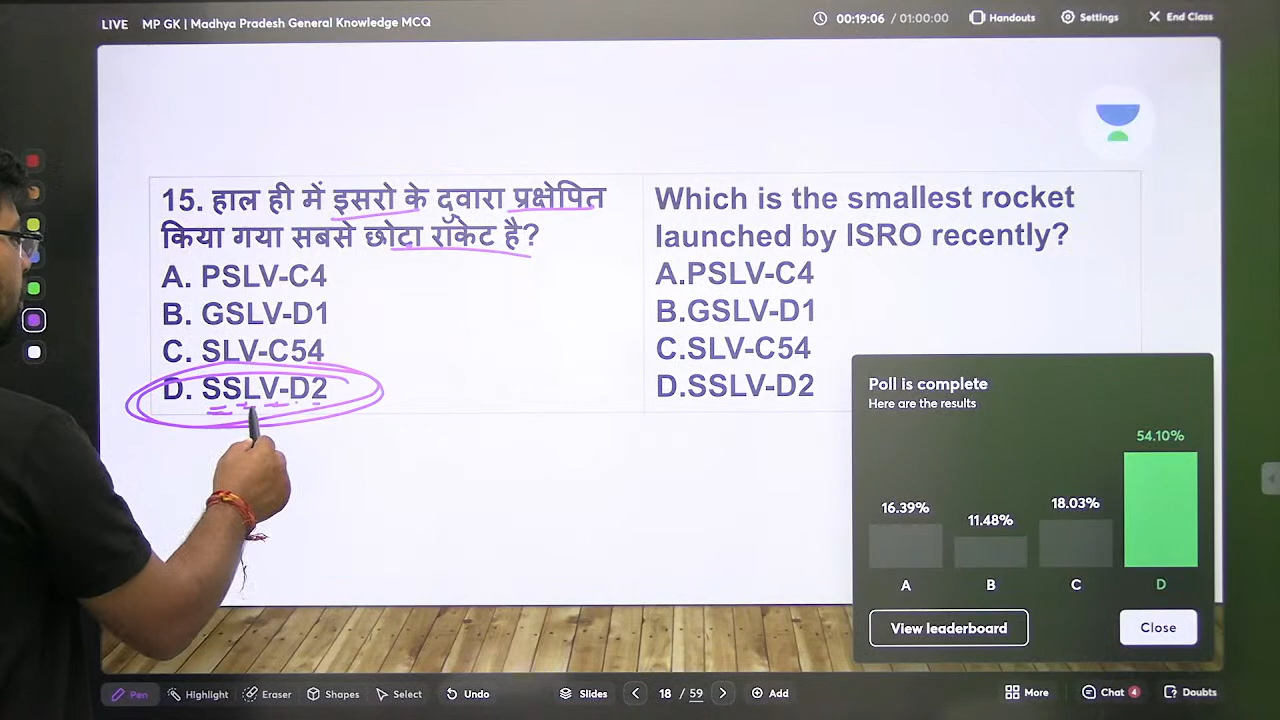 LIVE MP GK | Madhya Pradesh General Knowledge MCQ
00:19:06 / 01:00:00
Handouts
Settings
End Class
15. हाल ही में इसरो के द्वारा प्रक्षेपित
किया गया सबसे छोटा रॉकेट है?
A. PSLV-C4
B. GSLV-D1
C. SLV-C54
D. SSLV-D2
Which is the smallest rocket
launched by ISRO recently?
A.PSLV-C4
B.GSLV-D1
C.SLV-C54
D.SSLV-D2
Poll is complete
Here are the results
16.39% 11.48% 18.03% 54.10%
A B C D
View leaderboard Close
Pen Highlight Eraser Shapes Select Undo Slides 18 / 59 Add More Chat 4 Doubts